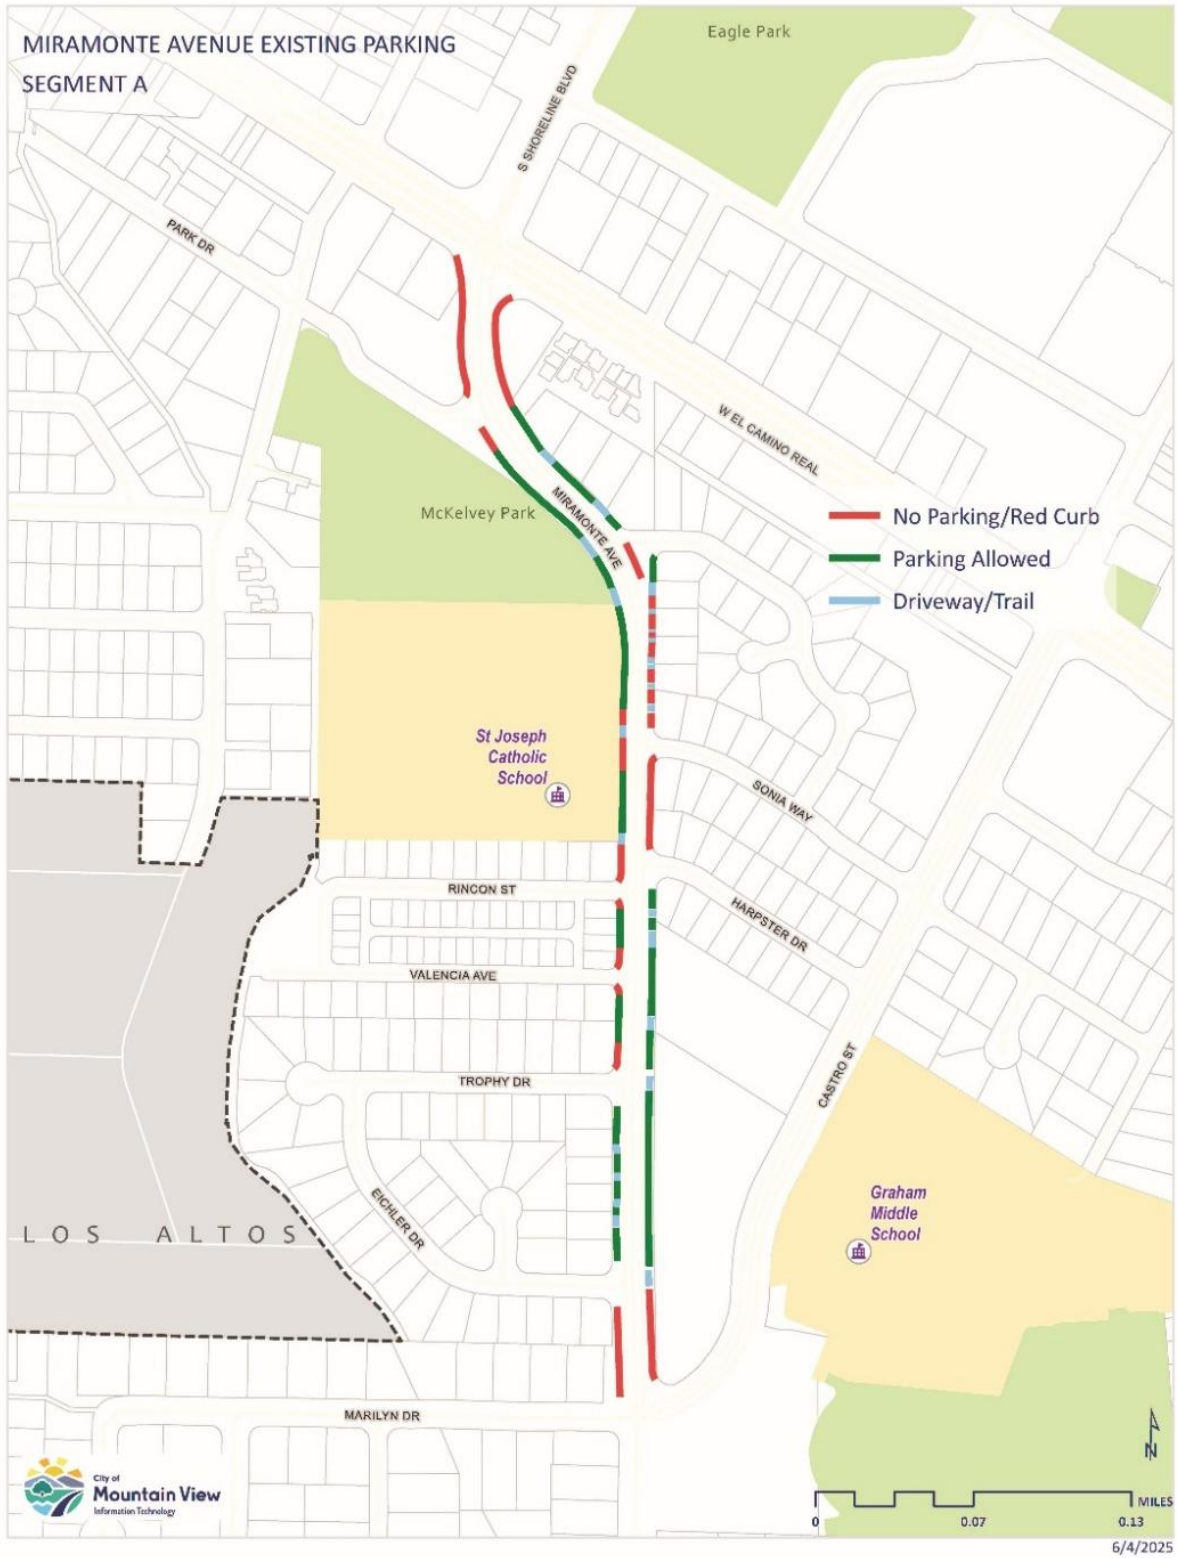 MIRAMONTE AVENUE EXISTING PARKING
SEGMENT A
Eagle Park
S SHORELINE BLVD
PARK DR
W EL CAMINO REAL
McKelvey Park
MIRAMONTE AVE
No Parking/Red Curb
Parking Allowed
Driveway/Trail
St Joseph
Catholic
School
SONIA WAY
RINCON ST
HARPSTER DR
VALENCIA AVE
TROPHY DR
CASTRO ST
EICHLER DR
Graham
Middle
School
LOS ALTOS
MARILYN DR
City of
Mountain View
Information Technology
N
MILES
0 0.07 0.13
6/4/2025